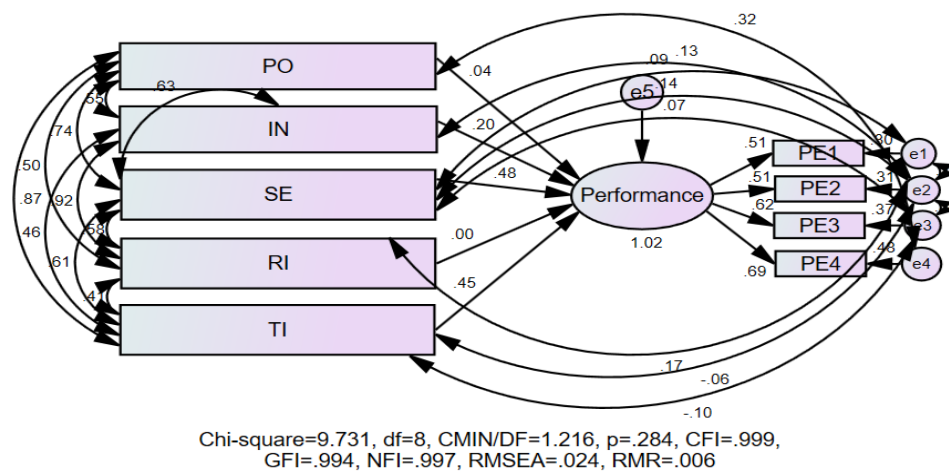 .32
.13
.09
PO
.04
e5
.14
.63
.55
.07
IN
.20
.74
.51
PE1
.30
e1
.50
.48
.51
PE2
.31
e2
SE
Performance
.87
.92
.62
PE3
.37
e3
.46
.58
.00
1.02
PE4
.48
e4
RI
.69
.61
.45
.41
TI
.17
-.06
-.10
Chi-square=9.731, df=8, CMIN/DF=1.216, p=.284, CFI=.999,
GFI=.994, NFI=.997, RMSEA=.024, RMR=.006